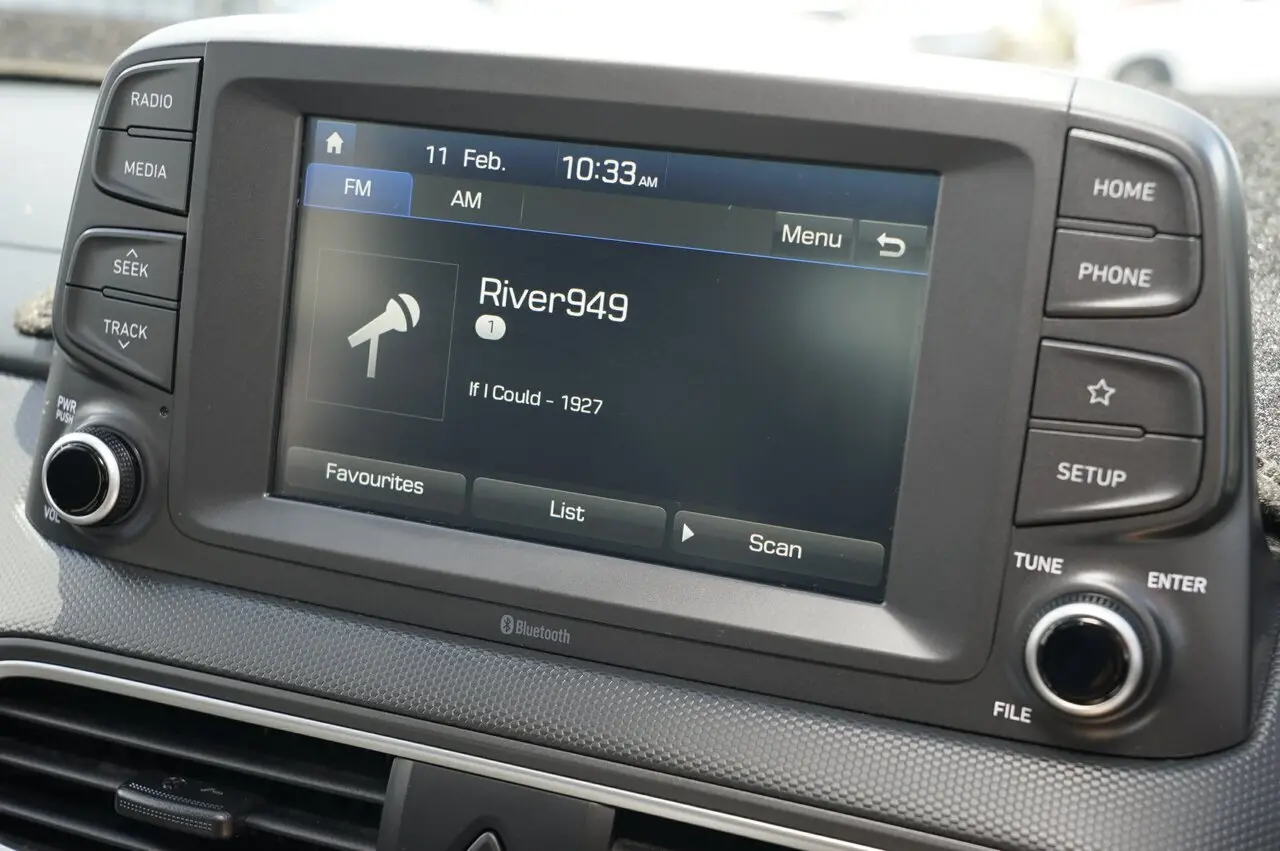 RADIO
MEDIA
SEEK
TRACK
PWR
PUSH
VOL
11 Feb. 10:33 AM
FM AM
Menu
River949
1
If I Could - 1927
Favourites List Scan
Bluetooth
HOME
PHONE
SETUP
TUNE ENTER
FILE